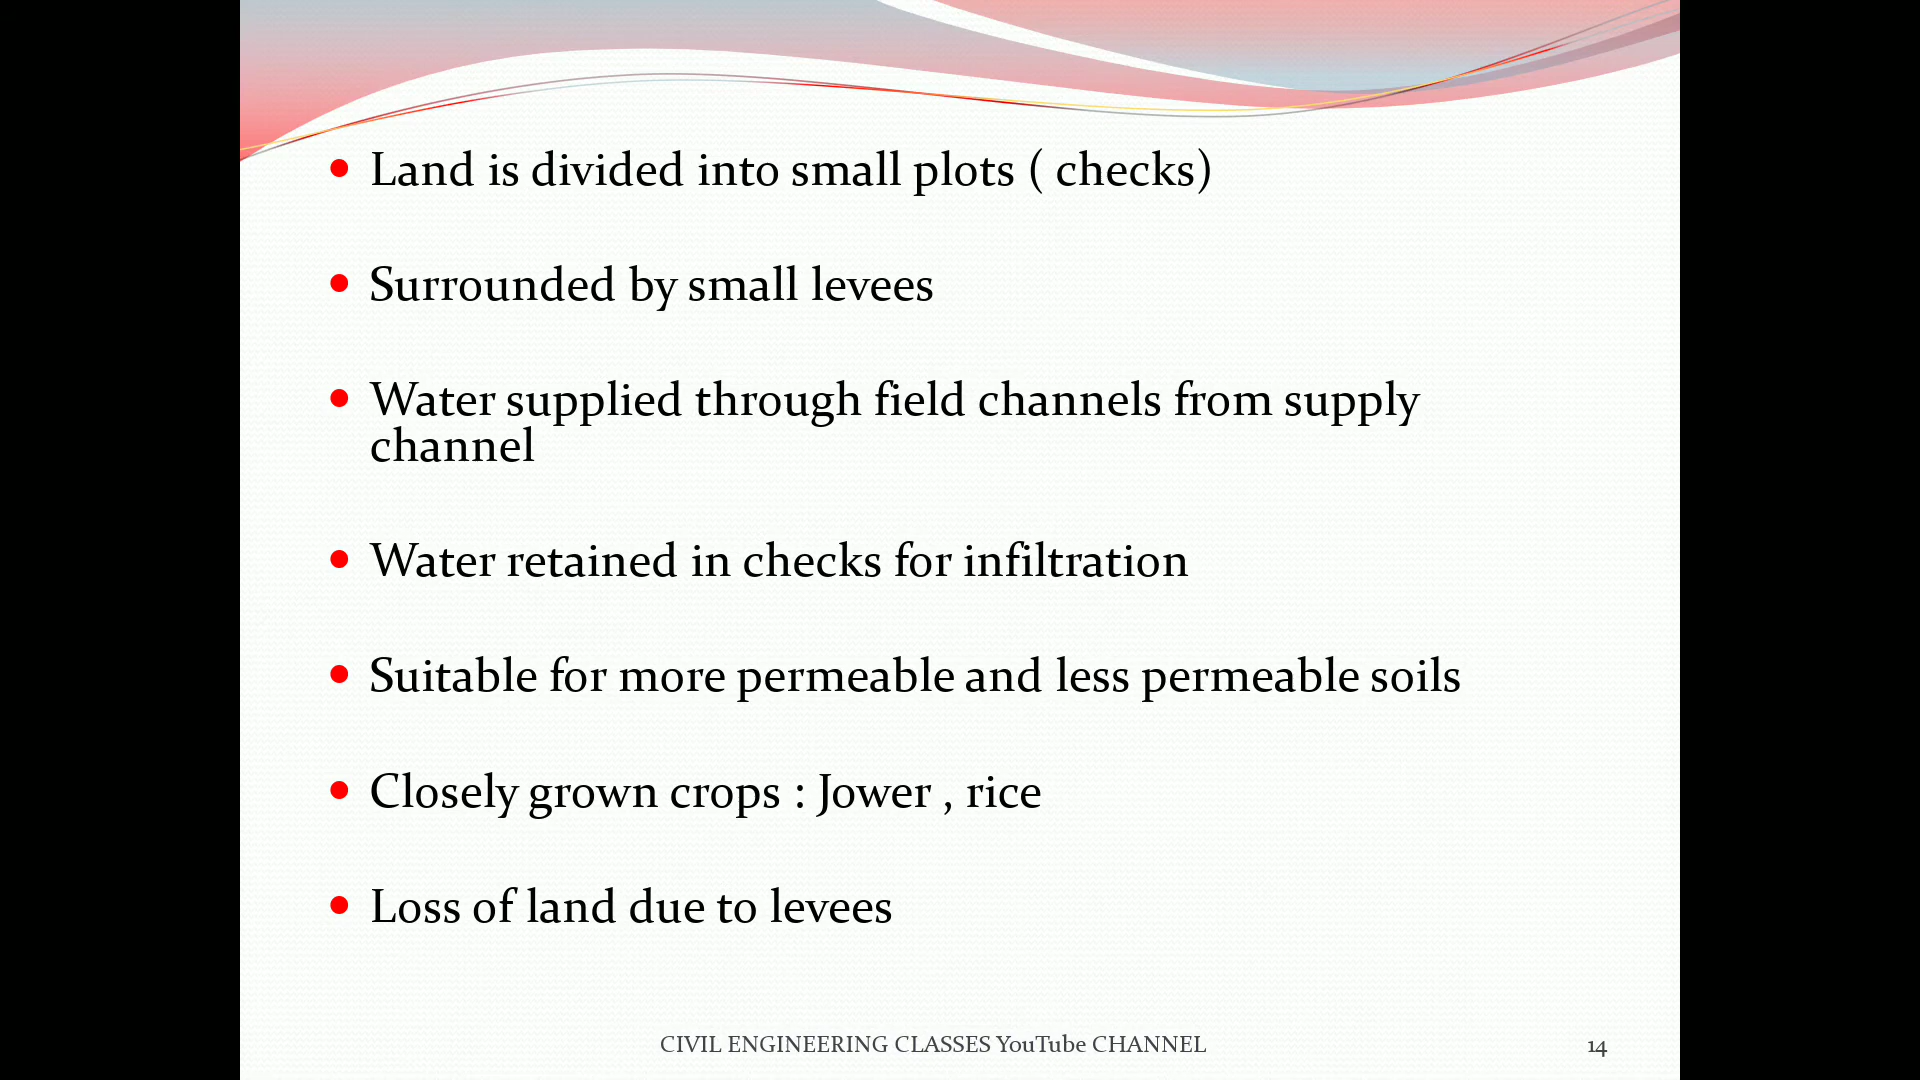 Land is divided into small plots ( checks)
Surrounded by small levees
Water supplied through field channels from supply
channel
Water retained in checks for infiltration
Suitable for more permeable and less permeable soils
Closely grown crops : Jower , rice
Loss of land due to levees
CIVIL ENGINEERING CLASSES YouTube CHANNEL
14